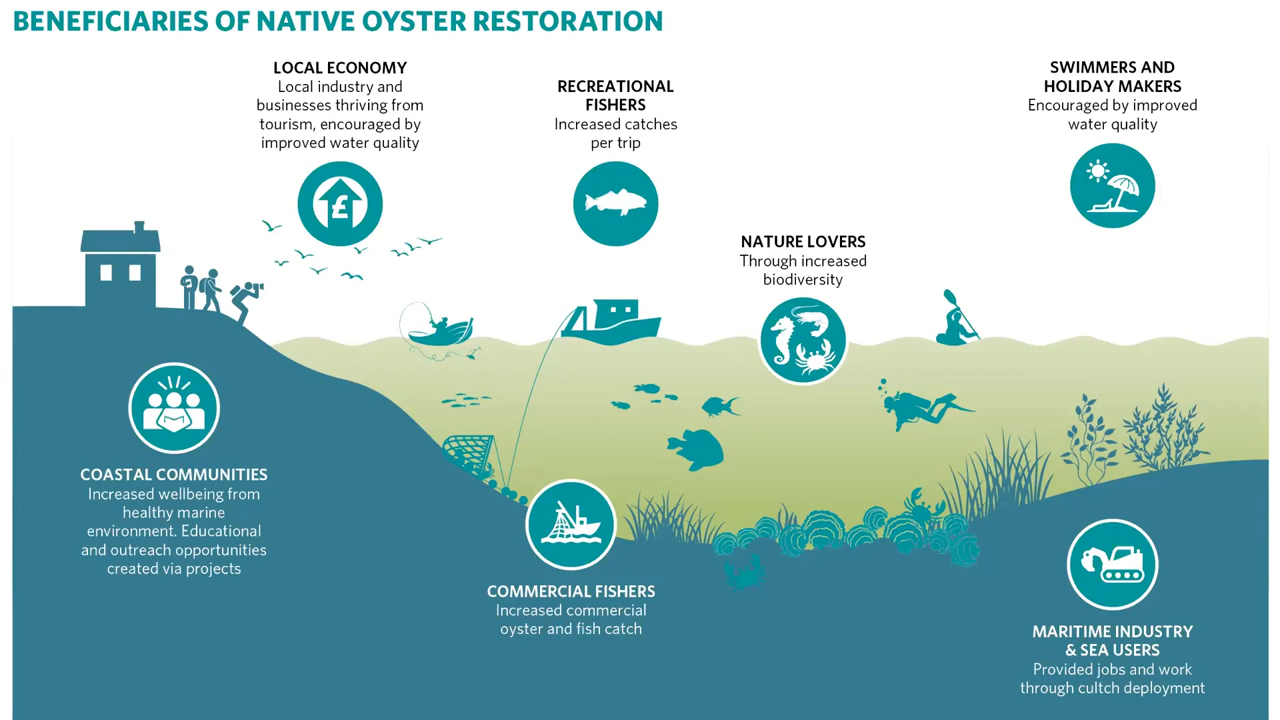 BENEFICIARIES OF NATIVE OYSTER RESTORATION
LOCAL ECONOMY
Local industry and
businesses thriving from
tourism, encouraged by
improved water quality
£
RECREATIONAL
FISHERS
Increased catches
per trip
SWIMMERS AND
HOLIDAY MAKERS
Encouraged by improved
water quality
NATURE LOVERS
Through increased
biodiversity
COASTAL COMMUNITIES
Increased wellbeing from
healthy marine
environment. Educational
and outreach opportunities
created via projects
COMMERCIAL FISHERS
Increased commercial
oyster and fish catch
MARITIME INDUSTRY
& SEA USERS
Provided jobs and work
through cultch deployment